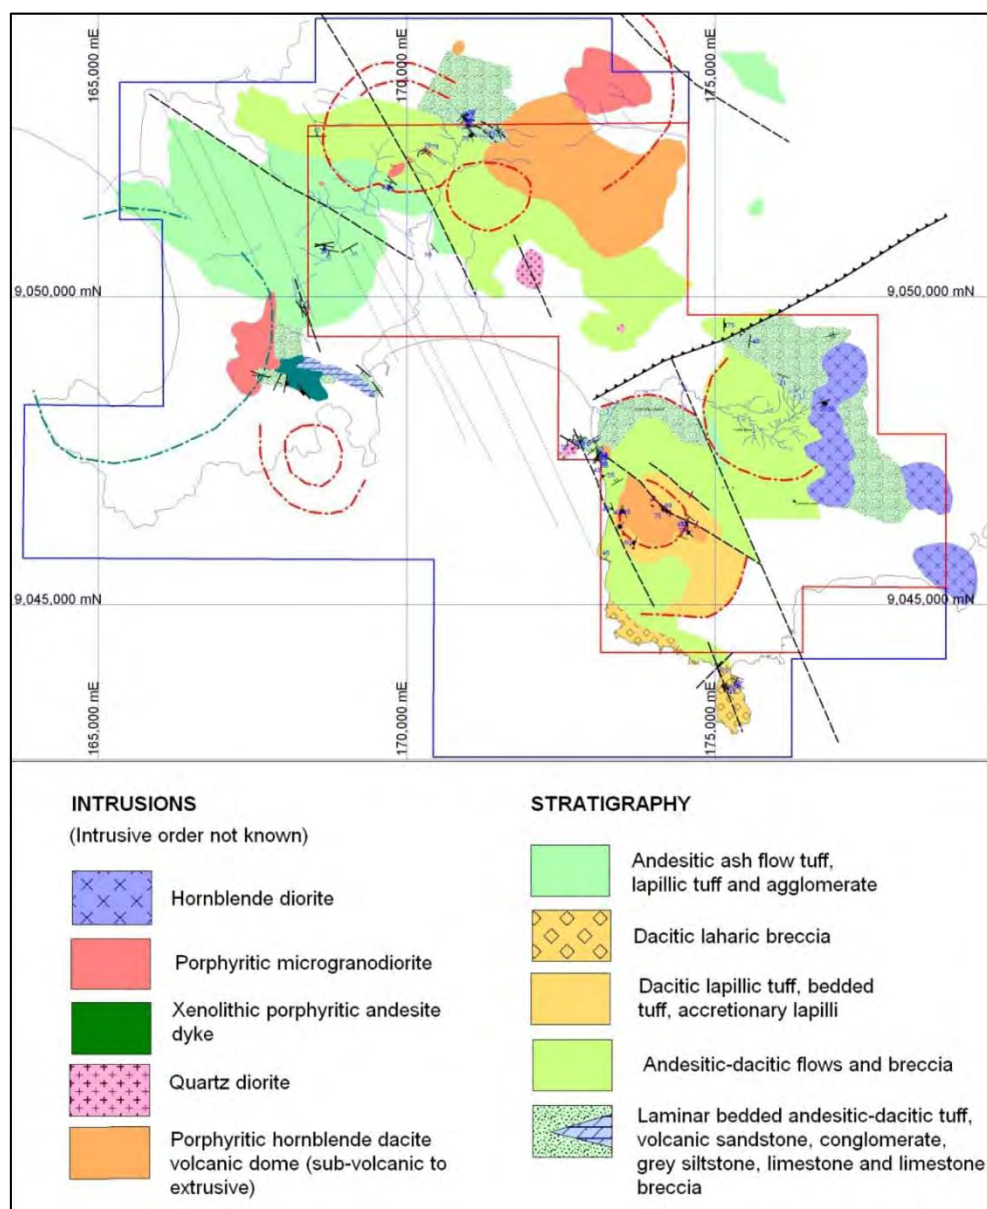 165,000 mE
170,000 mE
175,000 mE
9,050,000 mN
9,050,000 mN
9,045,000 mN
9,045,000 mN
165,000 mE
170,000 mE
175,000 mE
INTRUSIONS
(Intrusive order not known)
Hornblende diorite
Porphyritic microgranodiorite
Xenolithic porphyritic andesite
dyke
Quartz diorite
Porphyritic hornblende dacite
volcanic dome (sub-volcanic to
extrusive)
STRATIGRAPHY
Andesitic ash flow tuff,
lapillic tuff and agglomerate
Dacitic laharic breccia
Dacitic lapillic tuff, bedded
tuff, accretionary lapilli
Andesitic-dacitic flows and breccia
Laminar bedded andesitic-dacitic tuff,
volcanic sandstone, conglomerate,
grey siltstone, limestone and limestone
breccia